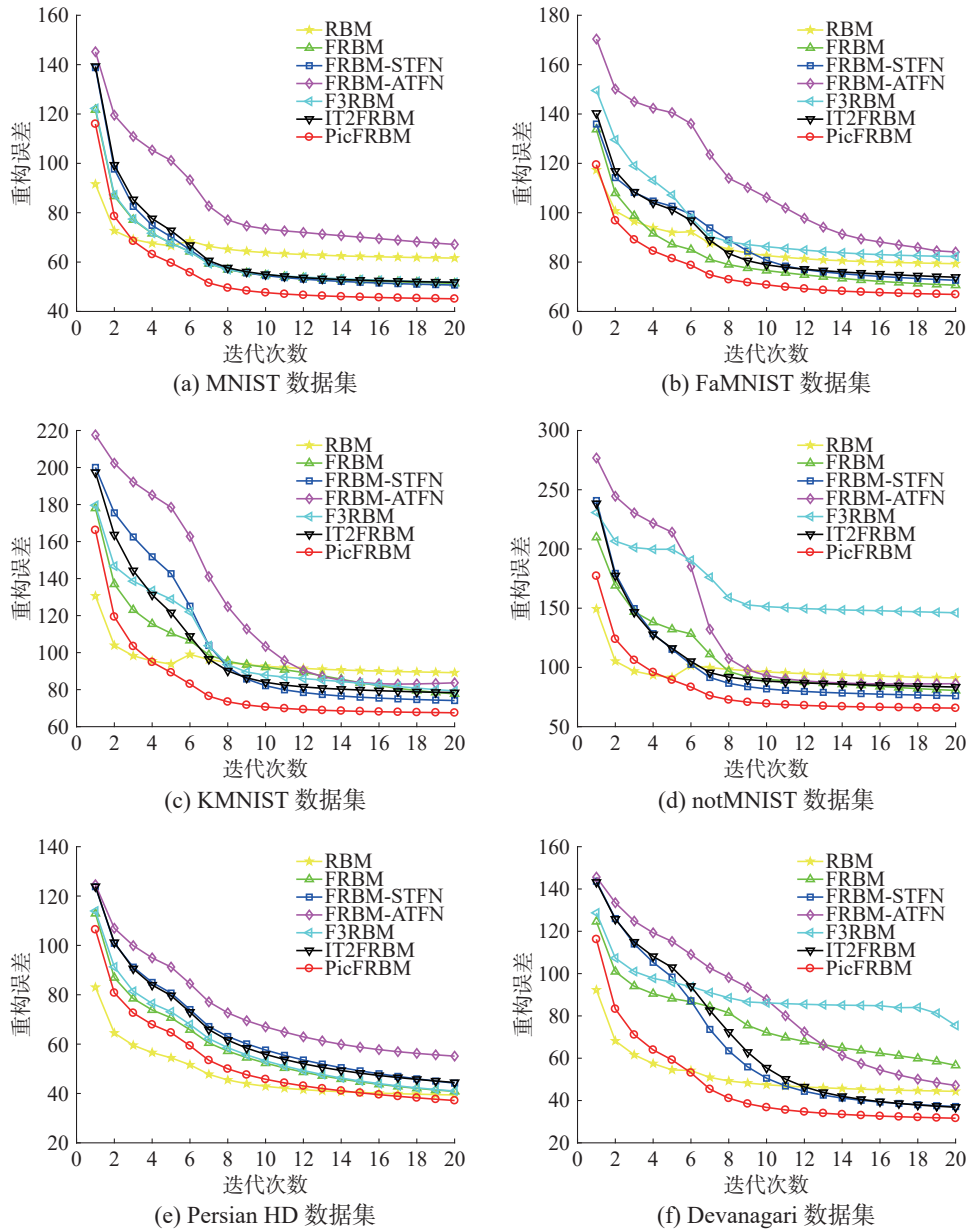 160
140
120
100
80
60
40
重构误差
0 2 4 6 8 10 12 14 16 18 20
迭代次数
RBM
FRBM
FRBM-STFN
FRBM-ATFN
F3RBM
IT2FRBM
PicFRBM
(a) MNIST 数据集
180
160
140
120
100
80
60
重构误差
0 2 4 6 8 10 12 14 16 18 20
迭代次数
RBM
FRBM
FRBM-STFN
FRBM-ATFN
F3RBM
IT2FRBM
PicFRBM
(b) FaMNIST 数据集
220
200
180
160
140
120
100
80
60
重构误差
0 2 4 6 8 10 12 14 16 18 20
迭代次数
RBM
FRBM
FRBM-STFN
FRBM-ATFN
F3RBM
IT2FRBM
PicFRBM
(c) KMNIST 数据集
300
250
200
150
100
50
重构误差
0 2 4 6 8 10 12 14 16 18 20
迭代次数
RBM
FRBM
FRBM-STFN
FRBM-ATFN
F3RBM
IT2FRBM
PicFRBM
(d) notMNIST 数据集
140
120
100
80
60
40
20
重构误差
0 2 4 6 8 10 12 14 16 18 20
迭代次数
RBM
FRBM
FRBM-STFN
FRBM-ATFN
F3RBM
IT2FRBM
PicFRBM
(e) Persian HD 数据集
160
140
120
100
80
60
40
20
重构误差
0 2 4 6 8 10 12 14 16 18 20
迭代次数
RBM
FRBM
FRBM-STFN
FRBM-ATFN
F3RBM
IT2FRBM
PicFRBM
(f) Devanagari 数据集